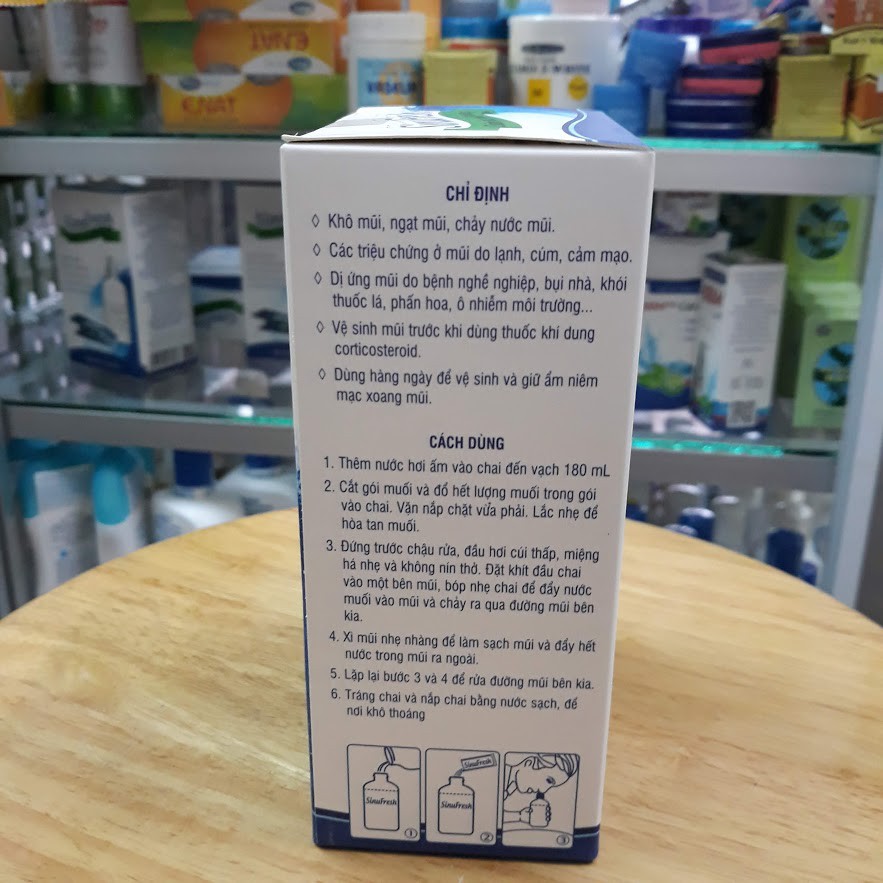 ENAT
ENAT
CHỈ ĐỊNH
◊ Khô mũi, ngạt mũi, chảy nước mũi.
◊ Các triệu chứng ở mũi do lạnh, cúm, cảm mạo.
◊ Dị ứng mũi do bệnh nghề nghiệp, bụi nhà, khói
thuốc lá, phấn hoa, ô nhiễm môi trường...
◊ Vệ sinh mũi trước khi dùng thuốc khi dung
corticosteroid.
◊ Dùng hàng ngày để vệ sinh và giữ ẩm niêm
mạc xoang mũi.
CÁCH DÙNG
1. Thêm nước hơi ấm vào chai đến vạch 180 mL
2. Cắt gói muối và đổ hết lượng muối trong gói
vào chai. Vặn nắp chặt vừa phải. Lắc nhẹ để
hòa tan muối.
3. Đứng trước chậu rửa, đầu hơi cúi thấp, miệng
há nhẹ và không nín thở. Đặt khít đầu chai
vào một bên mũi, bóp nhẹ chai để đẩy nước
muối vào mũi và chảy ra qua đường mũi bên
kia.
4. Xì mũi nhẹ nhàng để làm sạch mũi và đẩy hết
nước trong mũi ra ngoài.
5. Lặp lại bước 3 và 4 để rửa đường mũi bên kia.
6. Tráng chai và nắp chai bằng nước sạch, để
nơi khô thoáng
SinuFresh
SinuFresh
SinuFresh
1 2 3